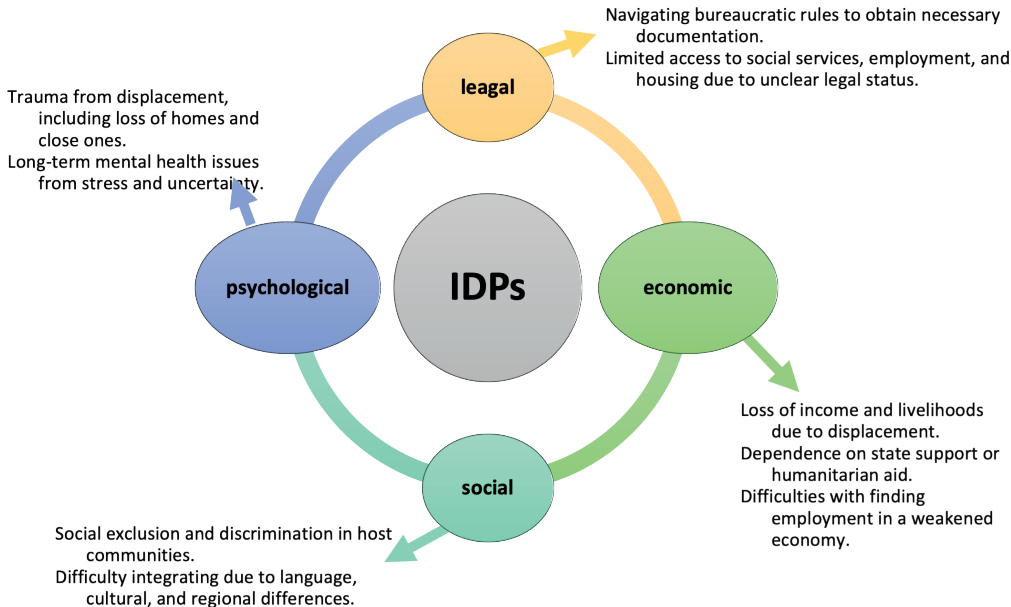 Navigating bureaucratic rules to obtain necessary
documentation.
Limited access to social services, employment, and
housing due to unclear legal status.
leagal
Trauma from displacement,
including loss of homes and
close ones.
Long-term mental health issues
from stress and uncertainty.
psychological
IDPs
economic
Loss of income and livelihoods
due to displacement.
Dependence on state support or
humanitarian aid.
Difficulties with finding
employment in a weakened
economy.
social
Social exclusion and discrimination in host
communities.
Difficulty integrating due to language,
cultural, and regional differences.